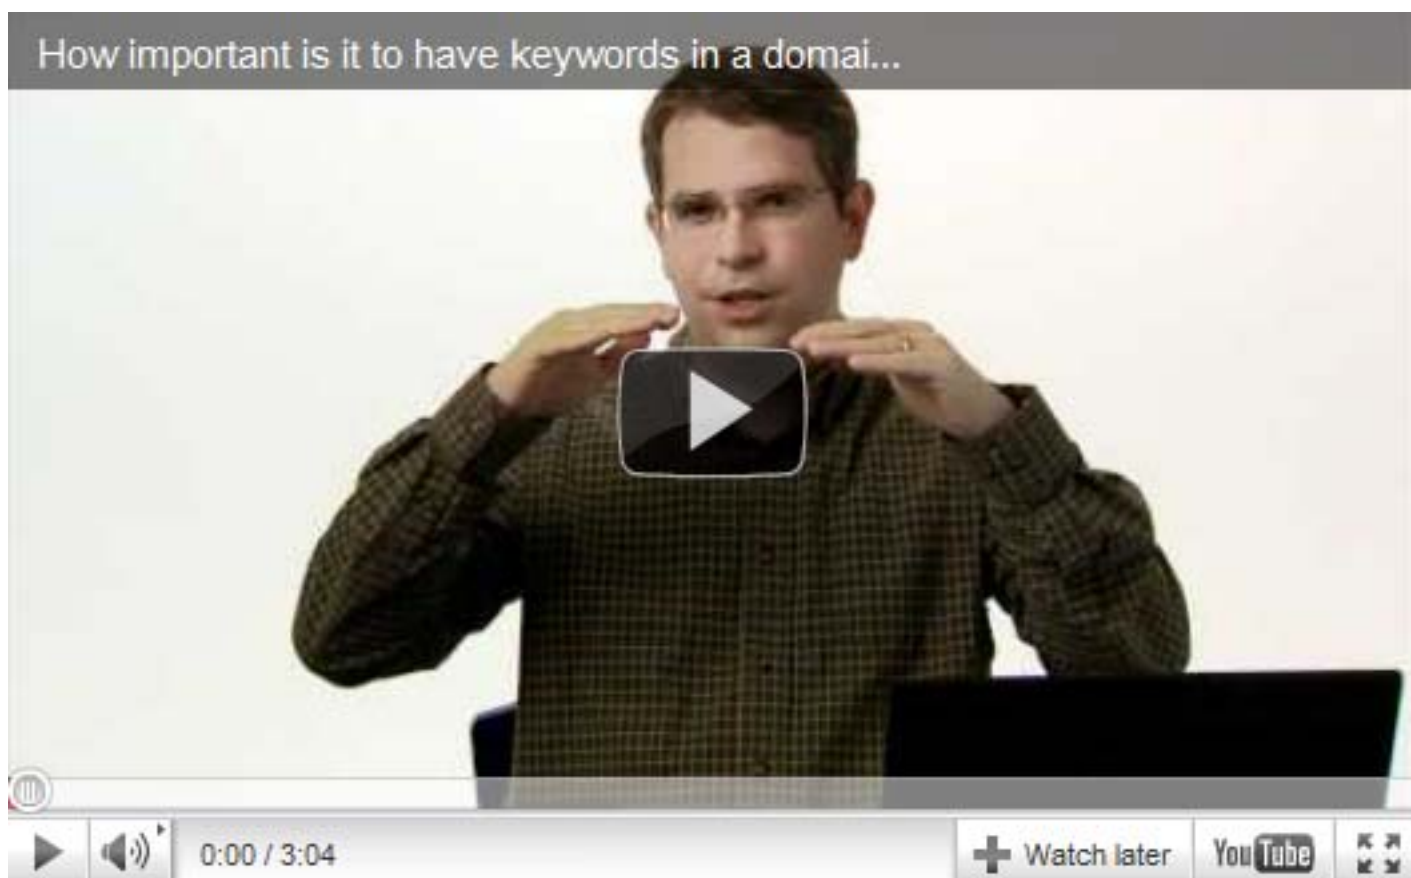 How important is it to have keywords in a domai...
0:00 / 3:04
Watch later
YouTube